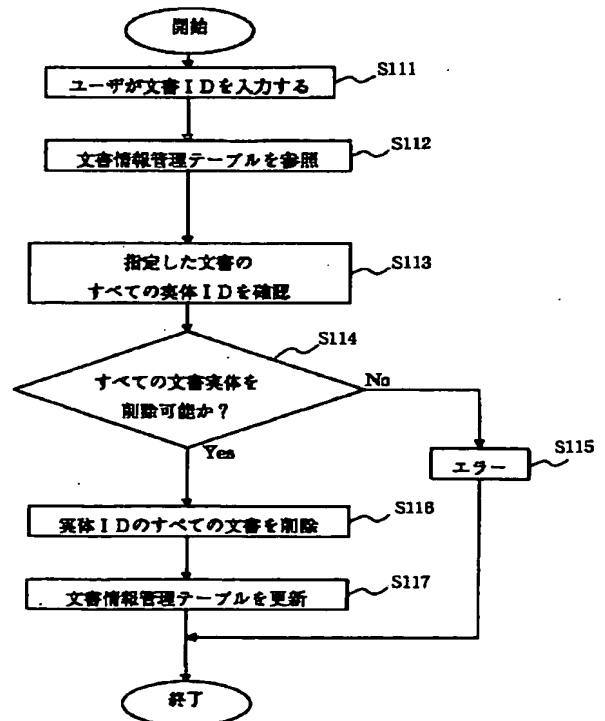 開始
ユーザが文書IDを入力する
S111
文書情報管理テーブルを参照
S112
指定した文書の
すべての実体IDを確認
S113
S114
すべての文書実体を
削除可能か?
No
Yes
エラー
S115
実体IDのすべての文書を削除
S116
文書情報管理テーブルを更新
S117
終了